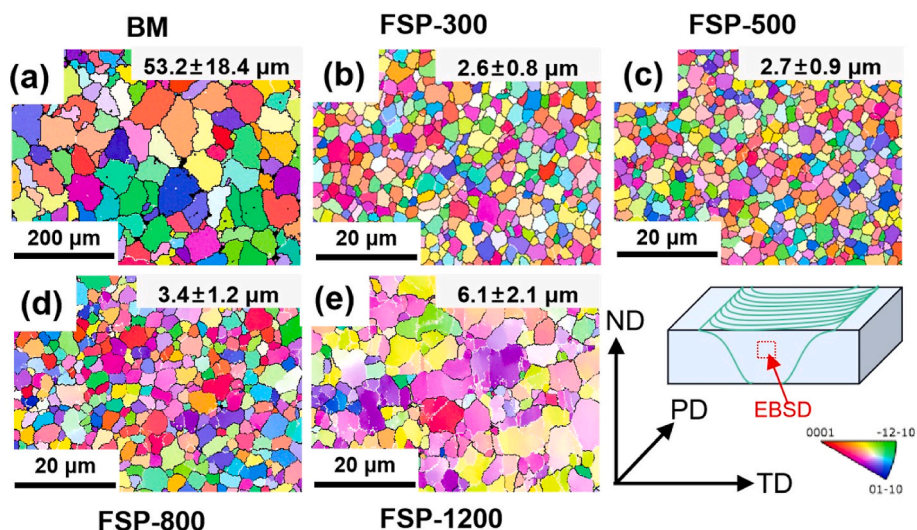 BM
FSP-300
FSP-500
(a)
53.2±18.4 μm
(b)
2.6±0.8 μm
(c)
2.7±0.9 μm
200 μm
20 μm
20 μm
(d)
3.4±1.2 μm
(e)
6.1±2.1 μm
ND
PD
EBSD
0001
-12-10
01-10
20 μm
20 μm
TD
FSP-800
FSP-1200